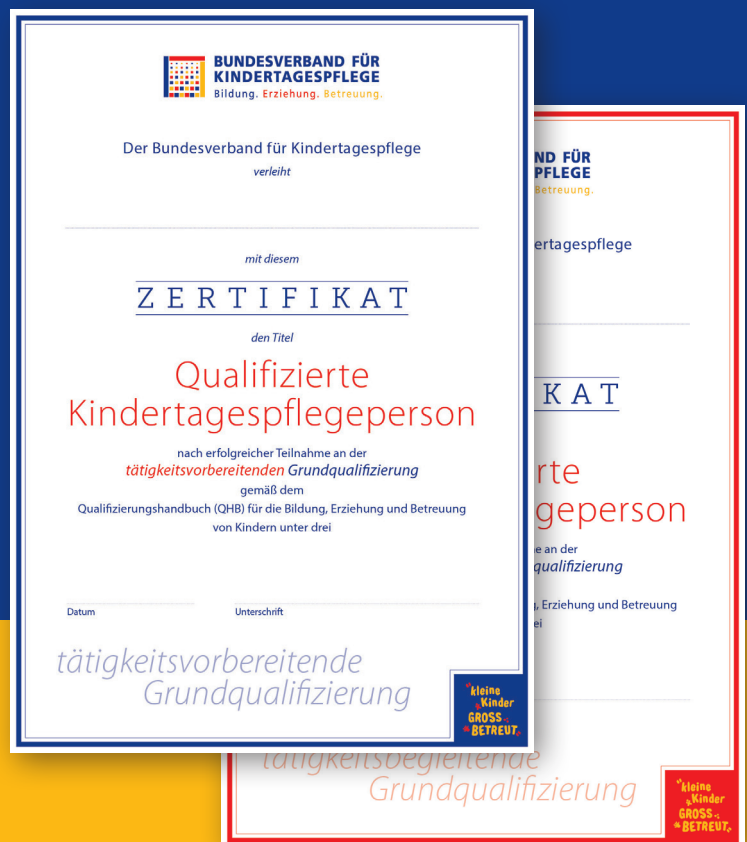 BUNDESVERBAND FÜR
KINDERTAGESPFLEGE
Bildung. Erziehung. Betreuung.
Der Bundesverband für Kindertagespflege
verleiht
mit diesem
ZERTIFIKAT
den Titel
Qualifizierte
Kindertagespflegeperson
nach erfolgreicher Teilnahme an der
tätigkeitsvorbereitenden Grundqualifizierung
gemäß dem
Qualifizierungshandbuch (QHB) für die Bildung, Erziehung und Betreuung
von Kindern unter drei
Datum Unterschrift
tätigkeitsvorbereitende
Grundqualifizierung
kleine
Kinder
GROSS
BETREUT
ND FÜR
PFLEGE
Betreuung.
ertagespflege
KAT
rte
geperson
e an der
qualifizierung
, Erziehung und Betreuung
ei
tätigkeitsbegleitende
Grundqualifizierung
kleine
Kinder
GROSS
BETREUT